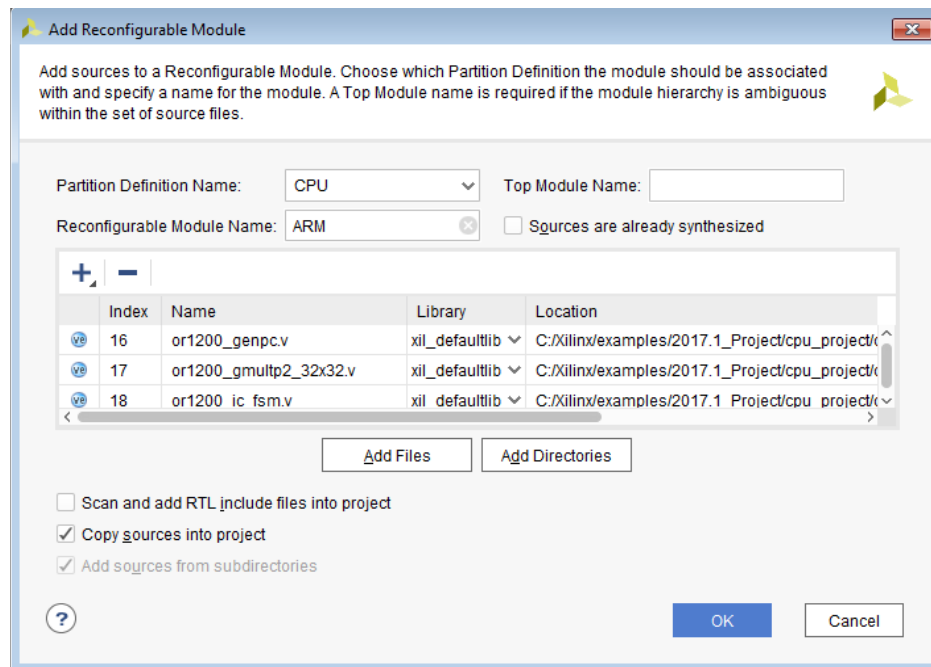 Add Reconfigurable Module
Add sources to a Reconfigurable Module. Choose which Partition Definition the module should be associated
with and specify a name for the module. A Top Module name is required if the module hierarchy is ambiguous
within the set of source files.
Partition Definition Name: CPU Top Module Name:
Reconfigurable Module Name: ARM Sources are already synthesized
Index Name Library Location
16 or1200_genpc.v xil_defaultlib C:/Xilinx/examples/2017.1_Project/cpu_project/
17 or1200_gmultp2_32x32.v xil_defaultlib C:/Xilinx/examples/2017.1_Project/cpu_project/
18 or1200_ic_fsm.v xil_defaultlib C:/Xilinx/examples/2017.1_Project/cpu_project/
Add Files Add Directories
Scan and add RTL include files into project
Copy sources into project
Add sources from subdirectories
? OK Cancel